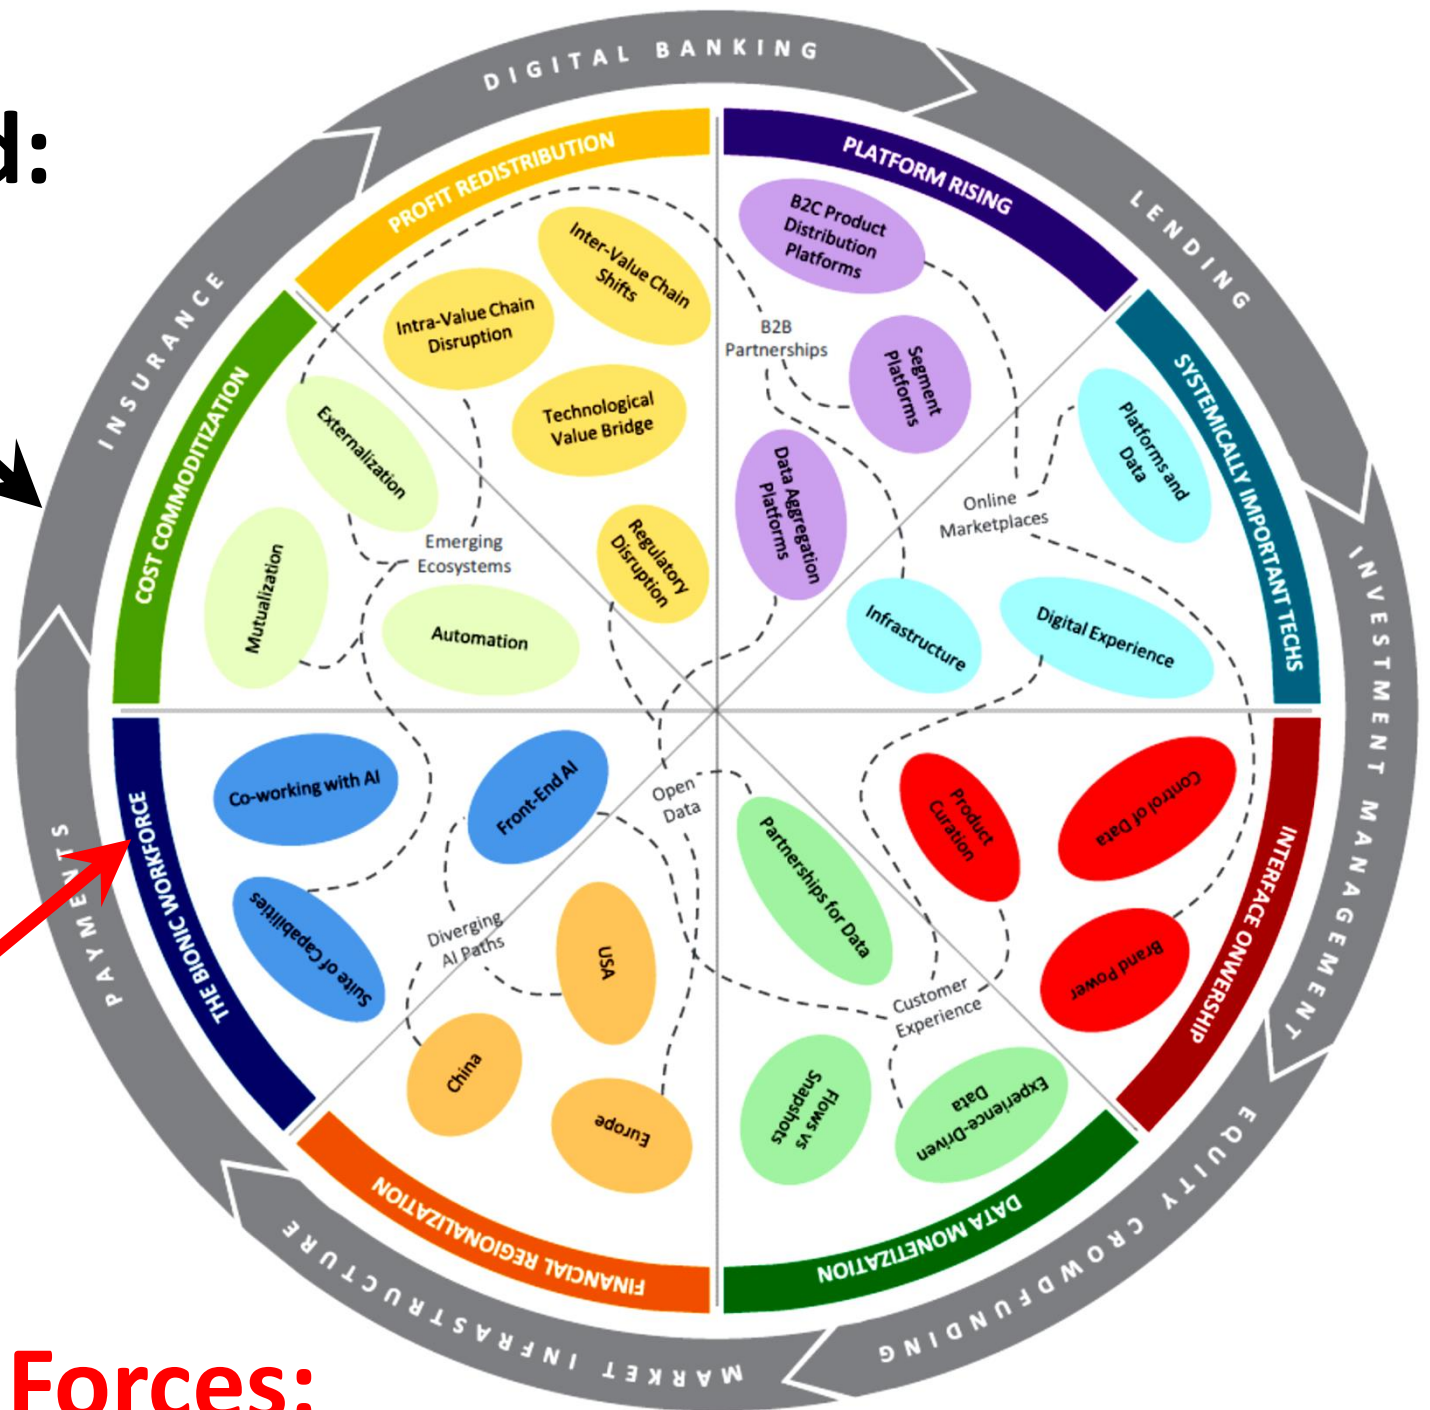 d:
Forces:
DIGITAL BANKING
LENDING
INVESTMENT MANAGEMENT
EQUITY CROWDFUNDING
MARKET INFRASTRUCTURE
PAYMENTS
INSURANCE
PROFIT REDISTRIBUTION
Inter-Value Chain
Shifts
Intra-Value Chain
Disruption
Technological
Value Bridge
Regulatory
Disruption
PLATFORM RISING
B2C Product
Distribution
Platforms
B2B
Partnerships
Segment
Platforms
Data Aggregation
Platforms
SYSTEMICALLY IMPORTANT TECHS
Platforms and
Data
Online
Marketplaces
Infrastructure
Digital Experience
INTERFACE ONWERSHIP
Product
Curation
Control of Data
Brand Power
Customer
Experience
DATA MONETIZATION
Partnerships for Data
Flows vs
Snapshots
Experience-Driven
Data
Open
Data
FINANCIAL REGIONALIZATION
USA
China
Europe
Diverging
AI Paths
THE BIONIC WORKFORCE
Co-working with AI
Front-End AI
Suite of Capabilities
COST COMMODITIZATION
Externalization
Mutualization
Automation
Emerging
Ecosystems